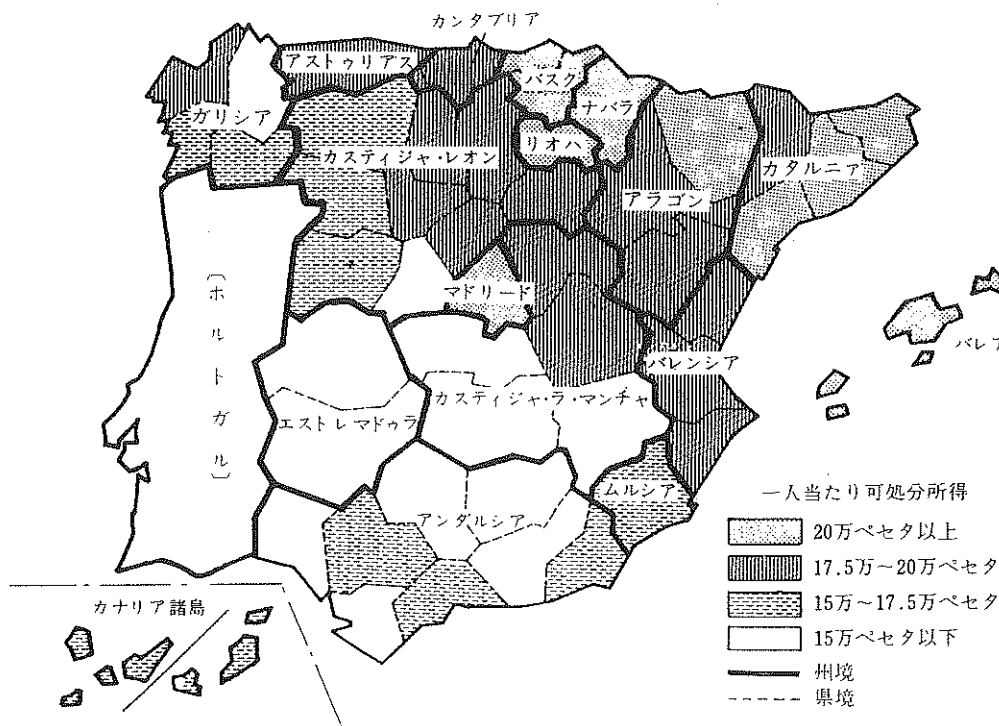 カンタブリア
アストゥリアス
バスク
ナバラ
ガリシア
リオハ
カスティジャ・レオン
カタルニア
アラゴン
マドリード
〔ポルトガル〕
バレア
バレンシア
カスティジャ・ラ・マンチャ
エストレマドゥラ
ムルシア
アンダルシア
カナリア諸島
一人当たり可処分所得
20万ペセタ以上
17.5万～20万ペセタ
15万～17.5万ペセタ
15万ペセタ以下
州境
県境